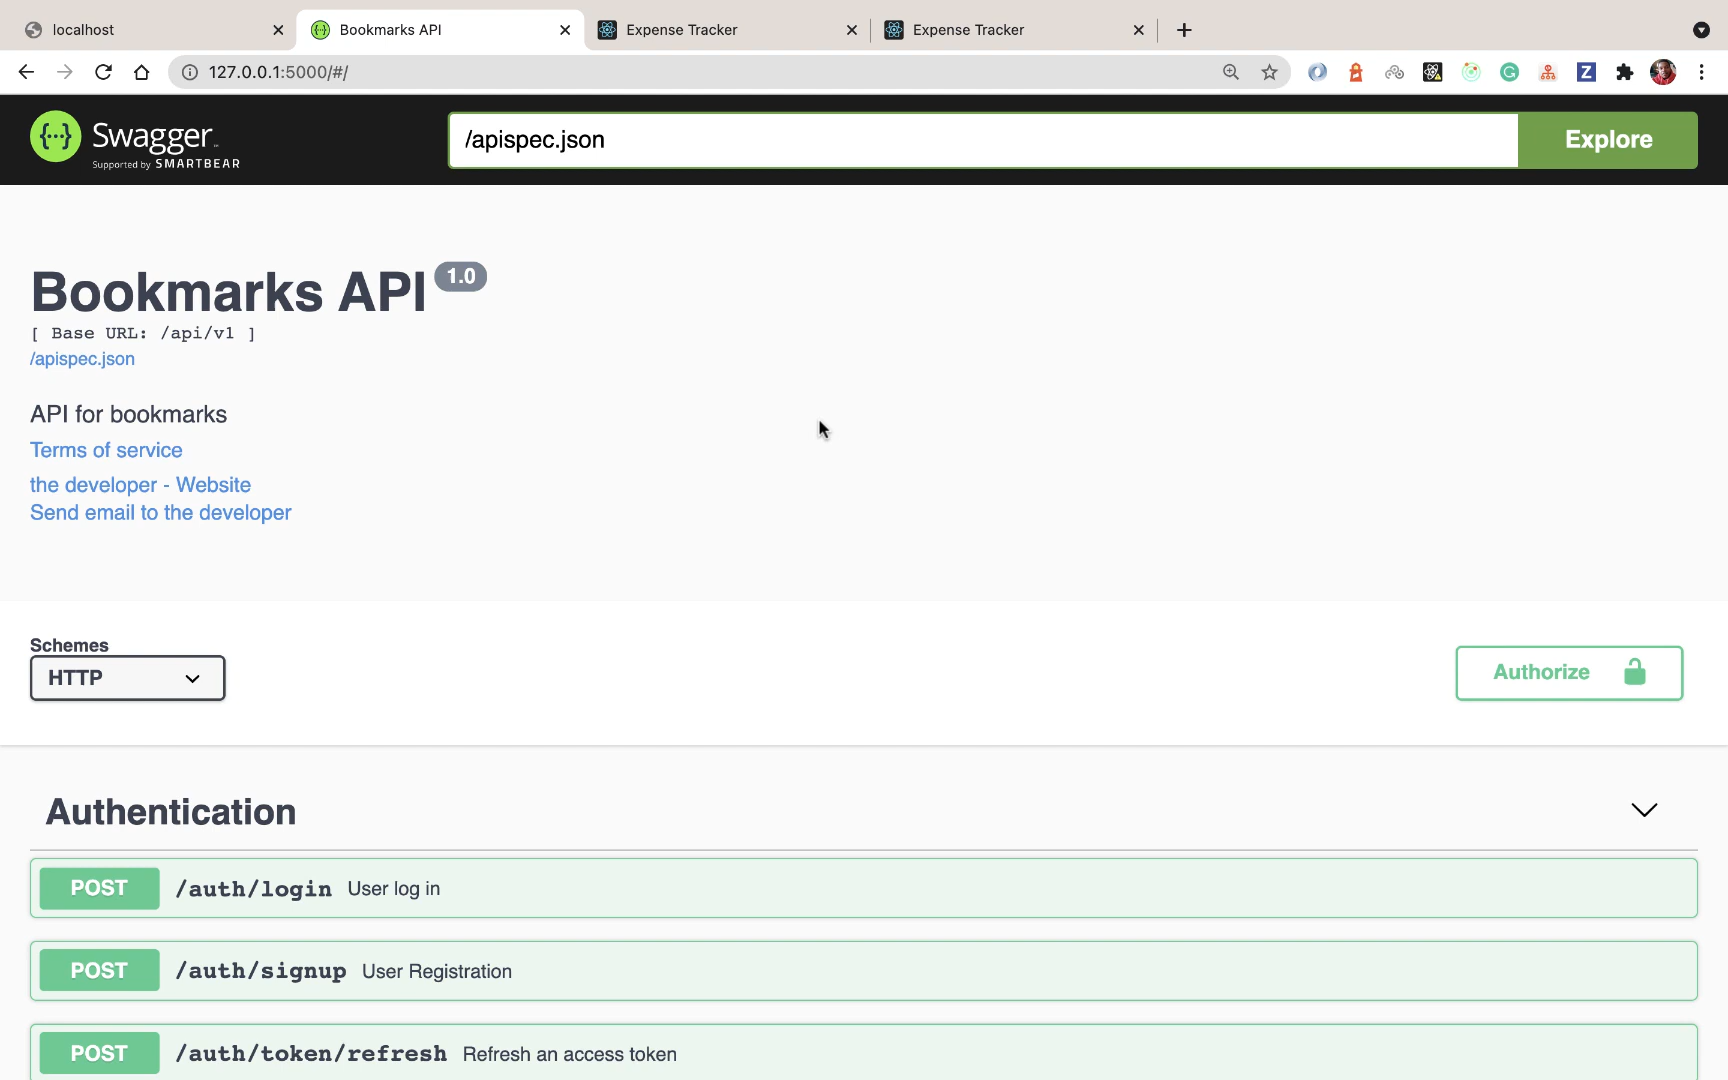 localhost
Bookmarks API
Expense Tracker
Expense Tracker
127.0.0.1:5000/#/
Swagger
Supported by SMARTBEAR
/apispec.json
Explore
Bookmarks API 1.0
[ Base URL: /api/v1 ]
/apispec.json
API for bookmarks
Terms of service
the developer - Website
Send email to the developer
Schemes
HTTP
Authorize
Authentication
POST /auth/login User log in
POST /auth/signup User Registration
POST /auth/token/refresh Refresh an access token